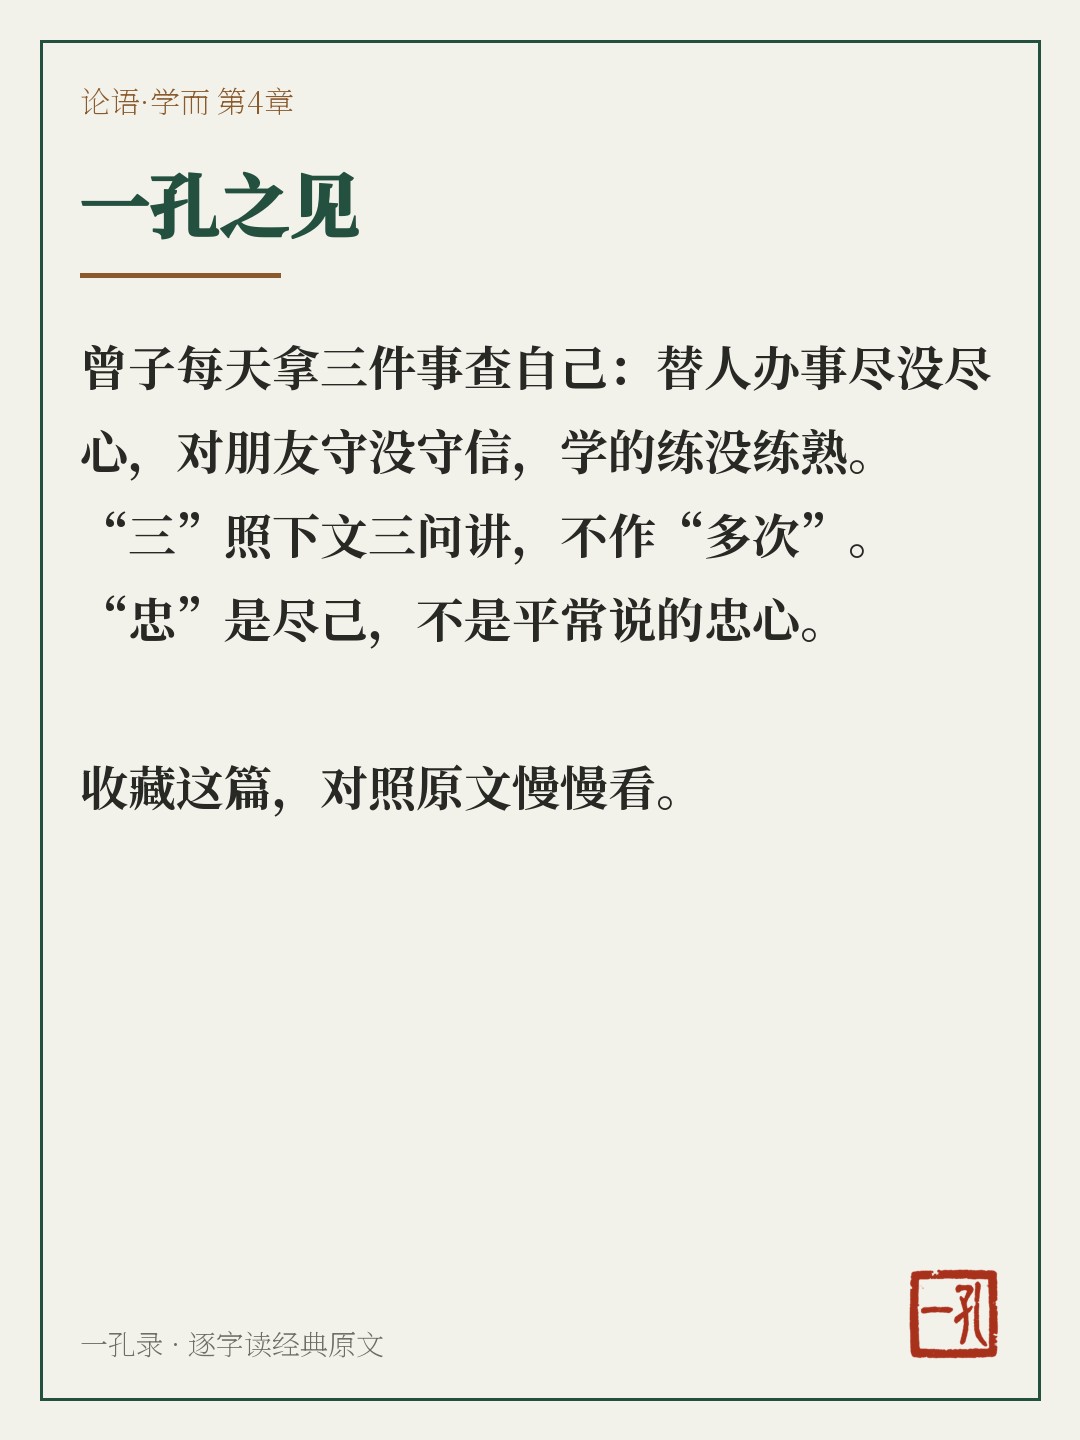 论语·学而 第4章
一孔之见
曾子每天拿三件事查自己：替人办事尽没尽
心，对朋友守没守信，学的练没练熟。
“三”照下文三问讲，不作“多次”。
“忠”是尽己，不是平常说的忠心。
收藏这篇，对照原文慢慢看。
一孔录 · 逐字读经典原文
一孔